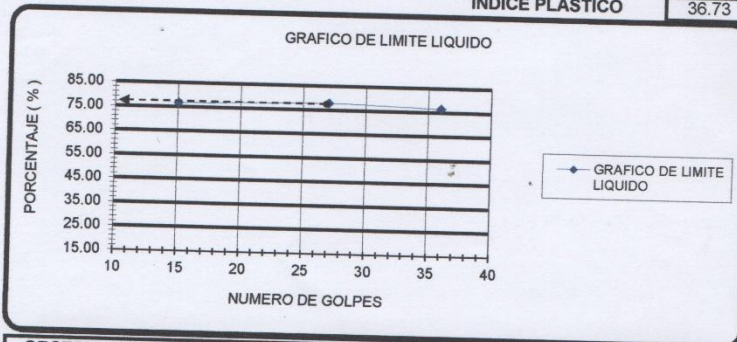 INDICE PLASTICO 36.73
GRAFICO DE LIMITE LIQUIDO
PORCENTAJE ( % )
85.00
75.00
65.00
55.00
45.00
35.00
25.00
15.00
10 15 20 25 30 35 40
NUMERO DE GOLPES
GRAFICO DE LIMITE
LIQUIDO